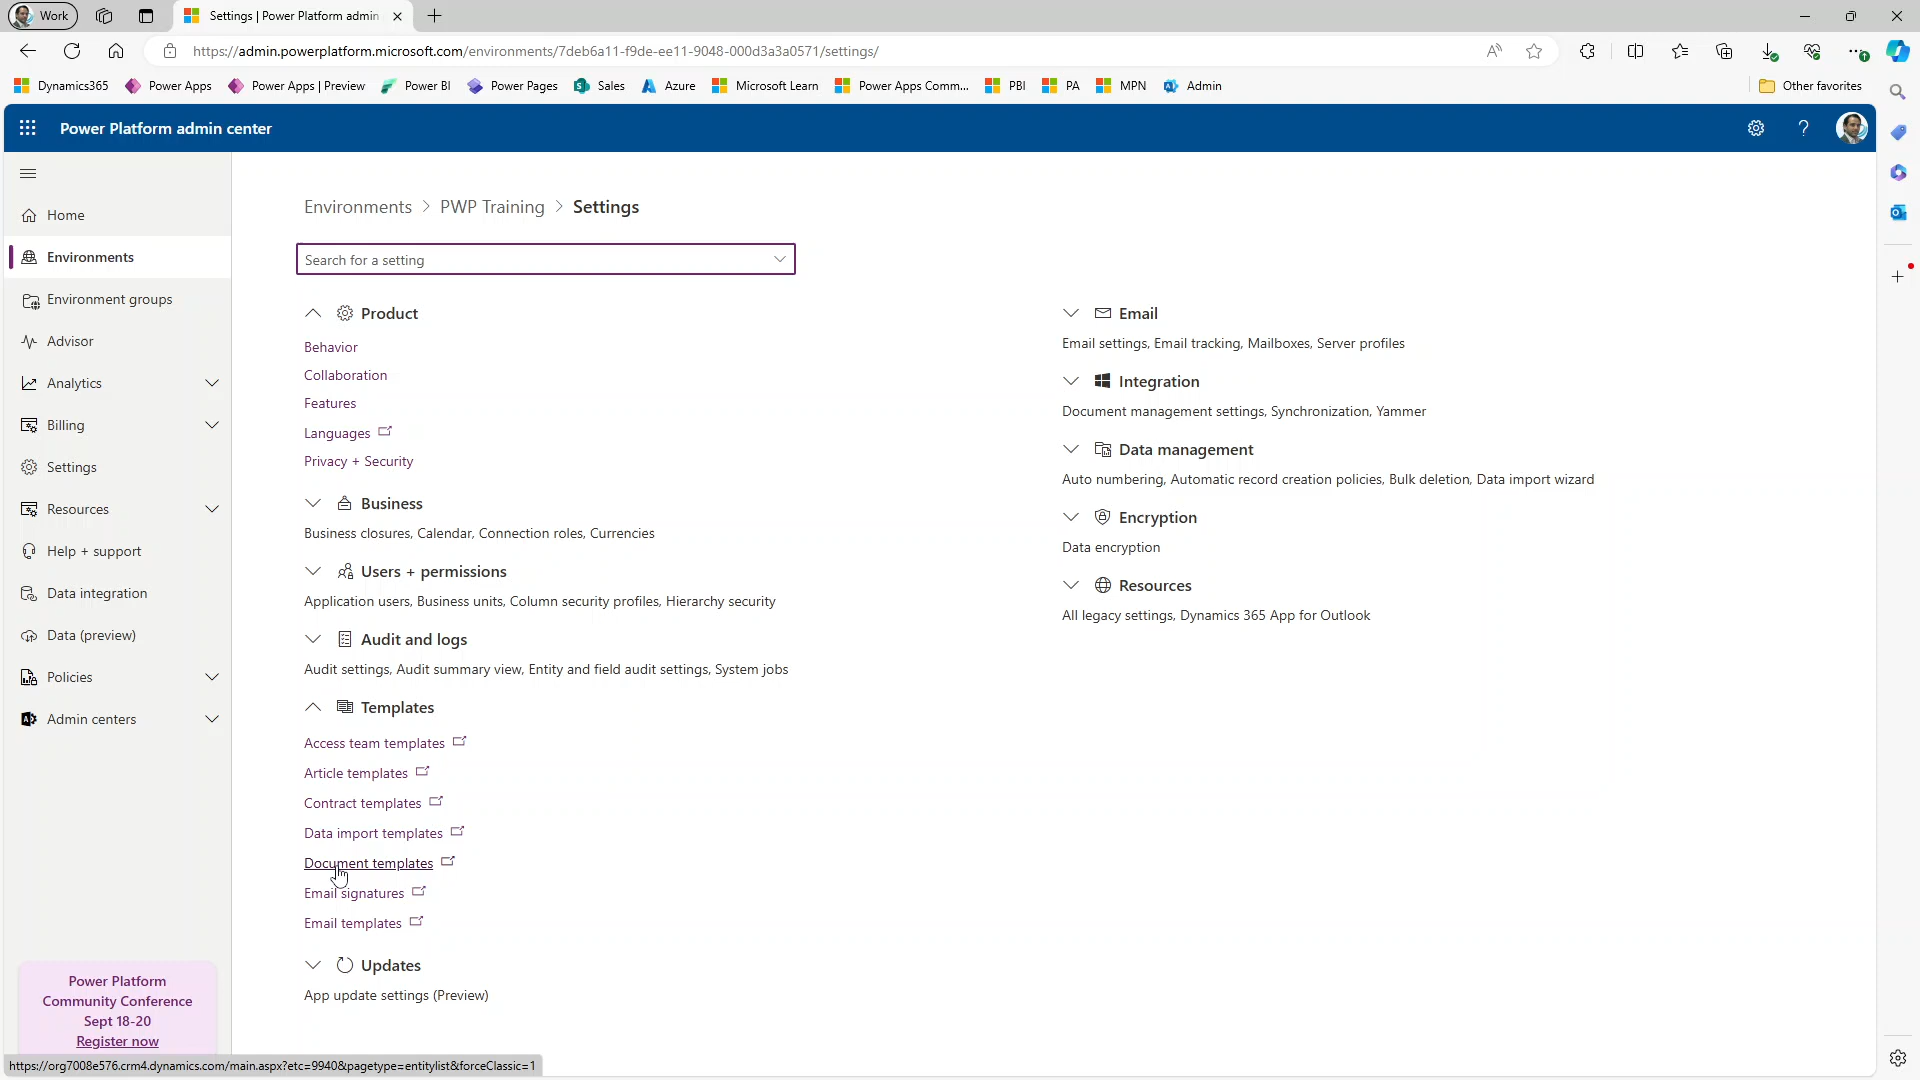 Work
Settings | Power Platform admin
https://admin.powerplatform.microsoft.com/environments/7deb6a11-f9de-ee11-9048-000d3a3a0571/settings/
Dynamics365
Power Apps
Power Apps | Preview
Power BI
Power Pages
Sales
Azure
Microsoft Learn
Power Apps Comm...
PBI
PA
MPN
Admin
Other favorites
Power Platform admin center
Home
Environments
Environment groups
Advisor
Analytics
Billing
Settings
Resources
Help + support
Data integration
Data (preview)
Policies
Admin centers
Power Platform
Community Conference
Sept 18-20
Register now
Environments > PWP Training > Settings
Search for a setting
Product
Behavior
Collaboration
Features
Languages
Privacy + Security
Business
Business closures, Calendar, Connection roles, Currencies
Users + permissions
Application users, Business units, Column security profiles, Hierarchy security
Audit and logs
Audit settings, Audit summary view, Entity and field audit settings, System jobs
Templates
Access team templates
Article templates
Contract templates
Data import templates
Document templates
Email signatures
Email templates
Updates
App update settings (Preview)
Email
Email settings, Email tracking, Mailboxes, Server profiles
Integration
Document management settings, Synchronization, Yammer
Data management
Auto numbering, Automatic record creation policies, Bulk deletion, Data import wizard
Encryption
Data encryption
Resources
All legacy settings, Dynamics 365 App for Outlook
https://org7008e576.crm4.dynamics.com/main.aspx?etc=9940&pagetype=entitylist&forceClassic=1